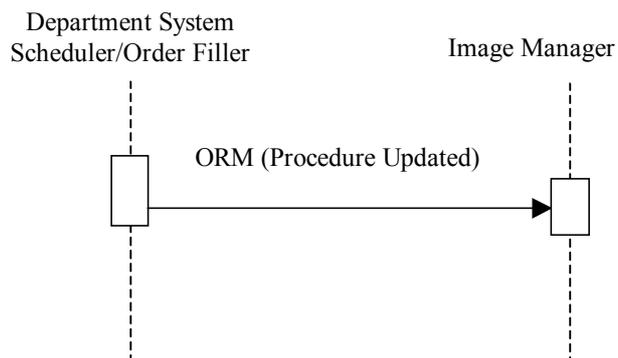 Department System
Scheduler/Order Filler
Image Manager
ORM (Procedure Updated)